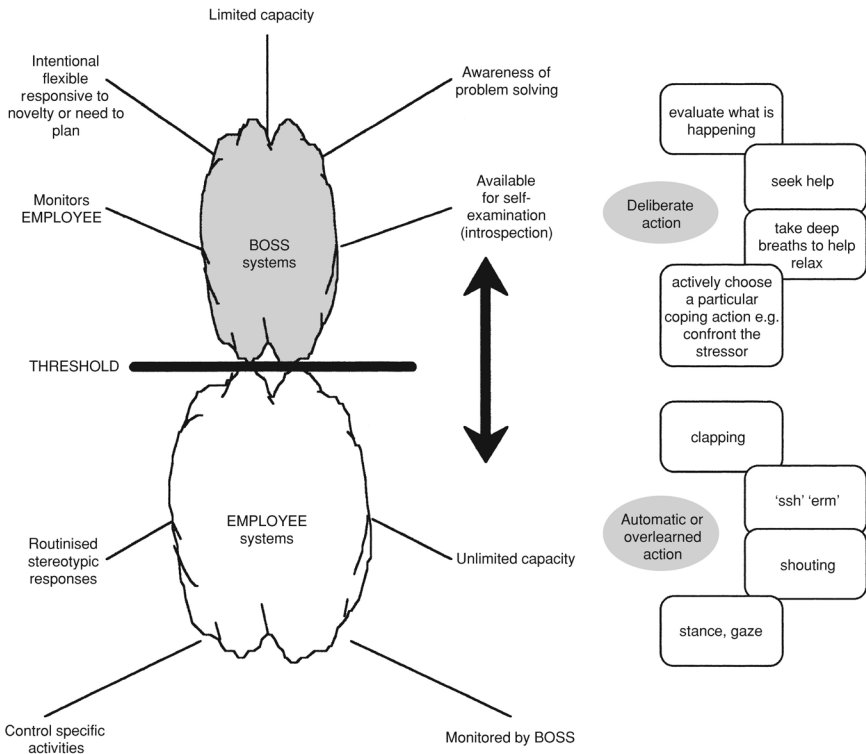 Limited capacity
Intentional
flexible
responsive to
novelty or need to
plan
Awareness of
problem solving
Monitors
EMPLOYEE
Available
for self-
examination
(introspection)
BOSS
systems
THRESHOLD
EMPLOYEE
systems
Routinised
stereotypic
responses
Unlimited capacity
Control specific
activities
Monitored by BOSS
evaluate what is
happening
seek help
Deliberate
action
take deep
breaths to help
relax
actively choose
a particular
coping action e.g.
confront the
stressor
clapping
'ssh' 'erm'
Automatic or
overlearned
action
shouting
stance, gaze